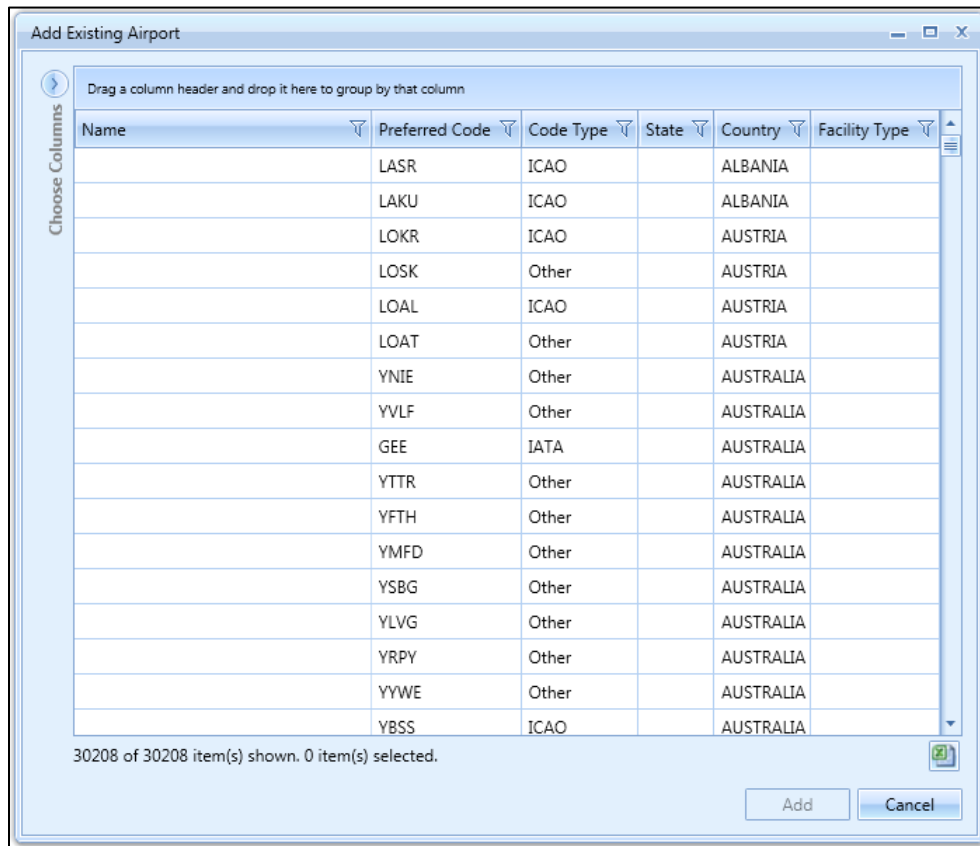 Add Existing Airport
Choose Columns
Drag a column header and drop it here to group by that column
Name Preferred Code Code Type State Country Facility Type
LASR ICAO ALBANIA
LAKU ICAO ALBANIA
LOKR ICAO AUSTRIA
LOSK Other AUSTRIA
LOAL ICAO AUSTRIA
LOAT Other AUSTRIA
YNIE Other AUSTRALIA
YVLF Other AUSTRALIA
GEE IATA AUSTRALIA
YTTR Other AUSTRALIA
YFTH Other AUSTRALIA
YMFD Other AUSTRALIA
YSBG Other AUSTRALIA
YLVG Other AUSTRALIA
YRPY Other AUSTRALIA
YYWE Other AUSTRALIA
YBSS ICAO AUSTRALIA
30208 of 30208 item(s) shown. 0 item(s) selected.
Add Cancel